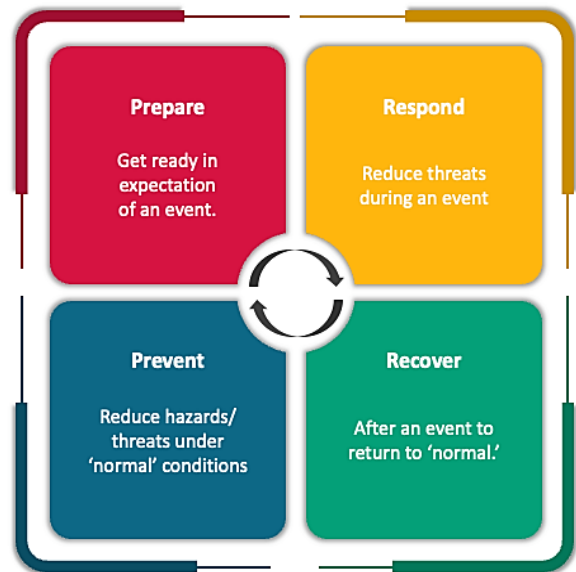 Prepare
Get ready in
expectation
of an event.
Respond
Reduce threats
during an event
Prevent
Reduce hazards/
threats under
‘normal’ conditions
Recover
After an event to
return to ‘normal.’